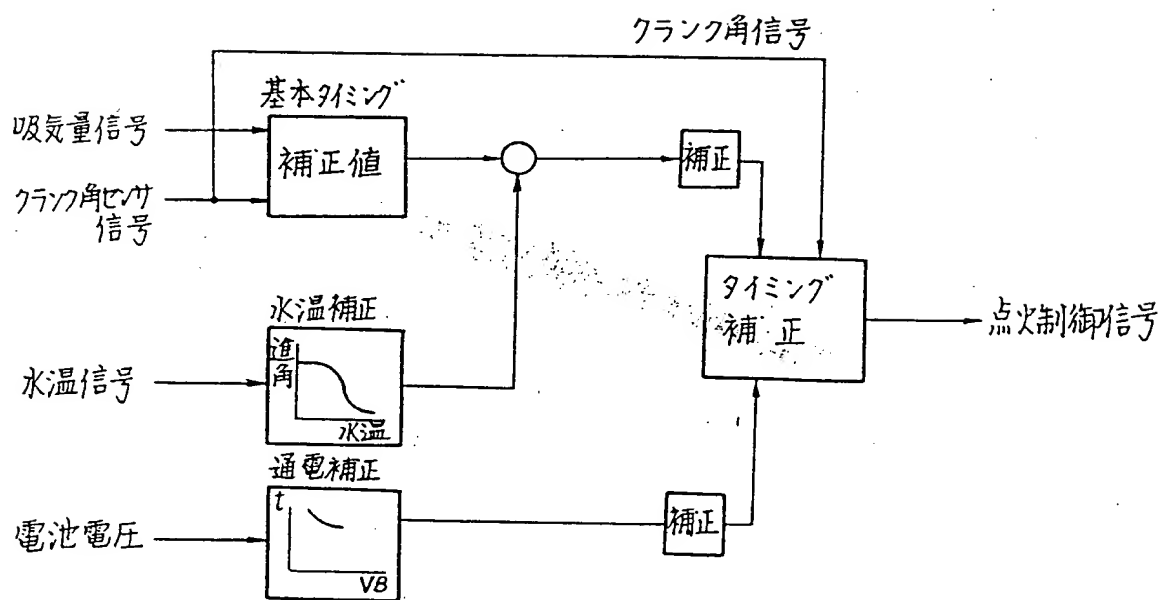 クランク角信号
基本タイミング
吸気量信号
補正値
補正
クランク角センサ
信号
タイミング
補正
点火制御信号
水温補正
進
角
水温信号
水温
通電補正
t
補正
電池電圧
VB